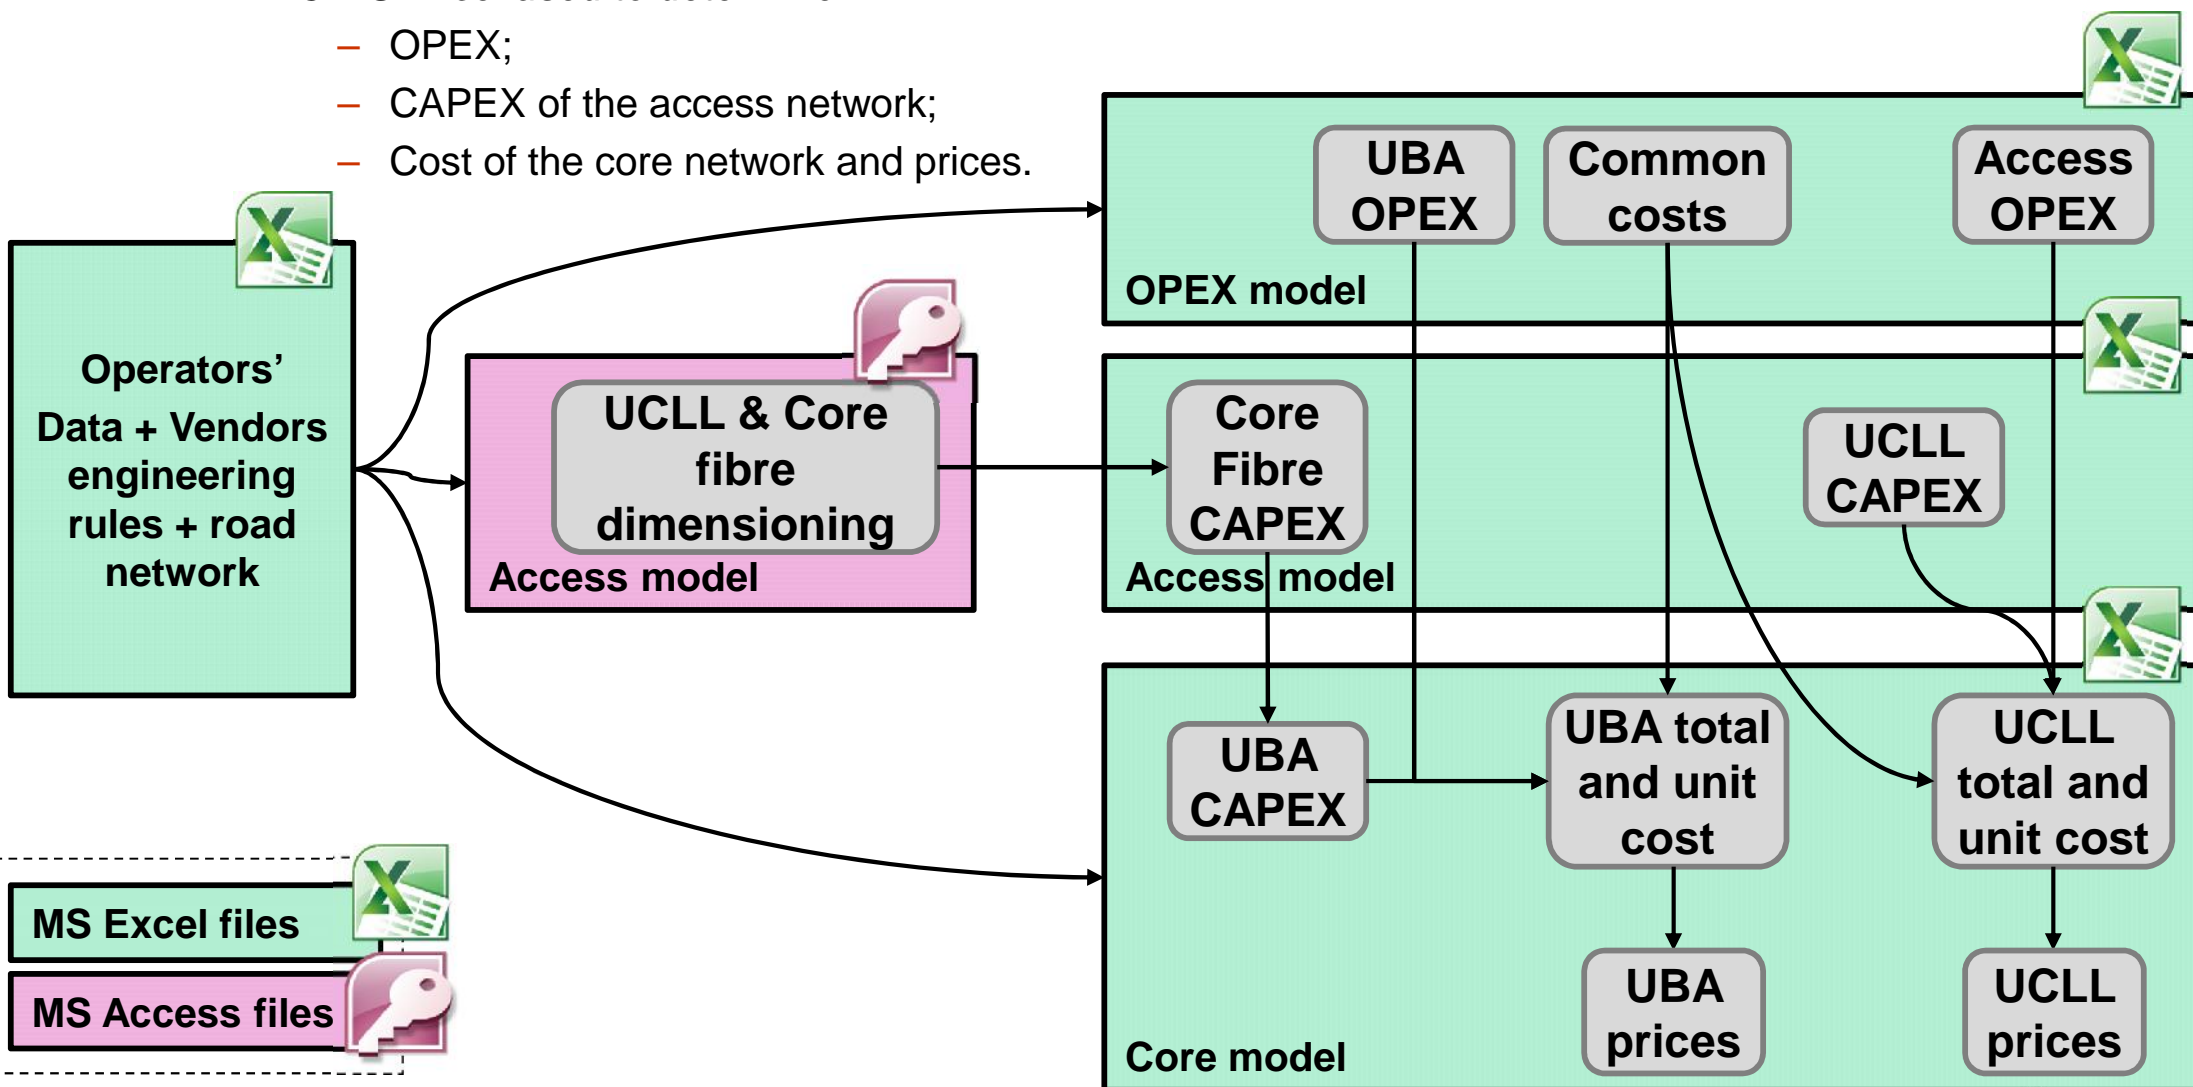 – OPEX;
– CAPEX of the access network;
– Cost of the core network and prices.
UBA
OPEX
Common
costs
Access
OPEX
OPEX model
Operators’
Data + Vendors
engineering
rules + road
network
UCLL & Core
fibre
dimensioning
Access model
Core
Fibre
CAPEX
UCLL
CAPEX
Access model
UBA
CAPEX
UBA total
and unit
cost
UCLL
total and
unit cost
UBA
prices
UCLL
prices
Core model
MS Excel files
MS Access files